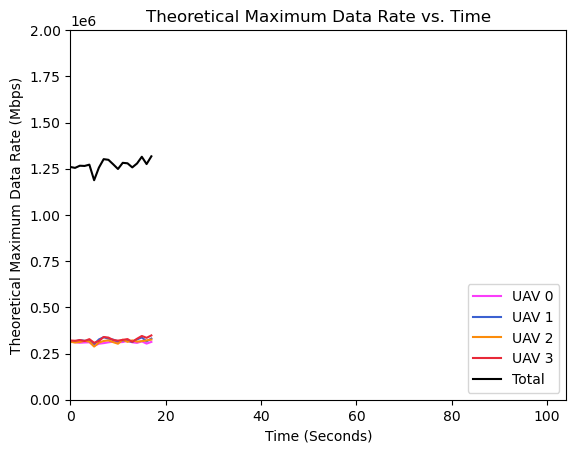 Theoretical Maximum Data Rate vs. Time
1e6
2.00
1.75
1.50
1.25
1.00
0.75
0.50
0.25
0.00
Theoretical Maximum Data Rate (Mbps)
UAV 0
UAV 1
UAV 2
UAV 3
Total
0 20 40 60 80 100
Time (Seconds)